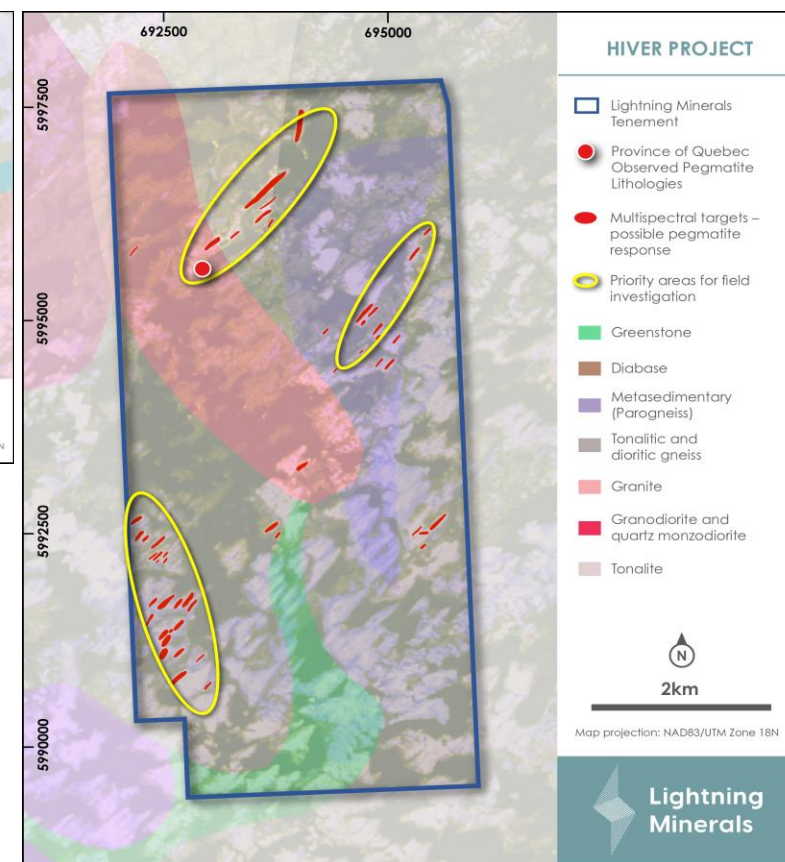 692500
695000
5997500
5995000
5992500
5990000
N
HIVER PROJECT
Lightning Minerals
Tenement
Province of Quebec
Observed Pegmatite
Lithologies
Multispectral targets –
possible pegmatite
response
Priority areas for field
investigation
Greenstone
Diabase
Metasedimentary
(Parogneiss)
Tonalitic and
dioritic gneiss
Granite
Granodiorite and
quartz monzodiorite
Tonalite
N
2km
Map projection: NAD83/UTM Zone 18N
Lightning
Minerals